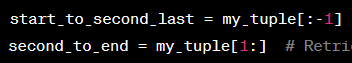 start_to_second_last = my_tuple[:-1]
second_to_end = my_tuple[1:]  # Retri